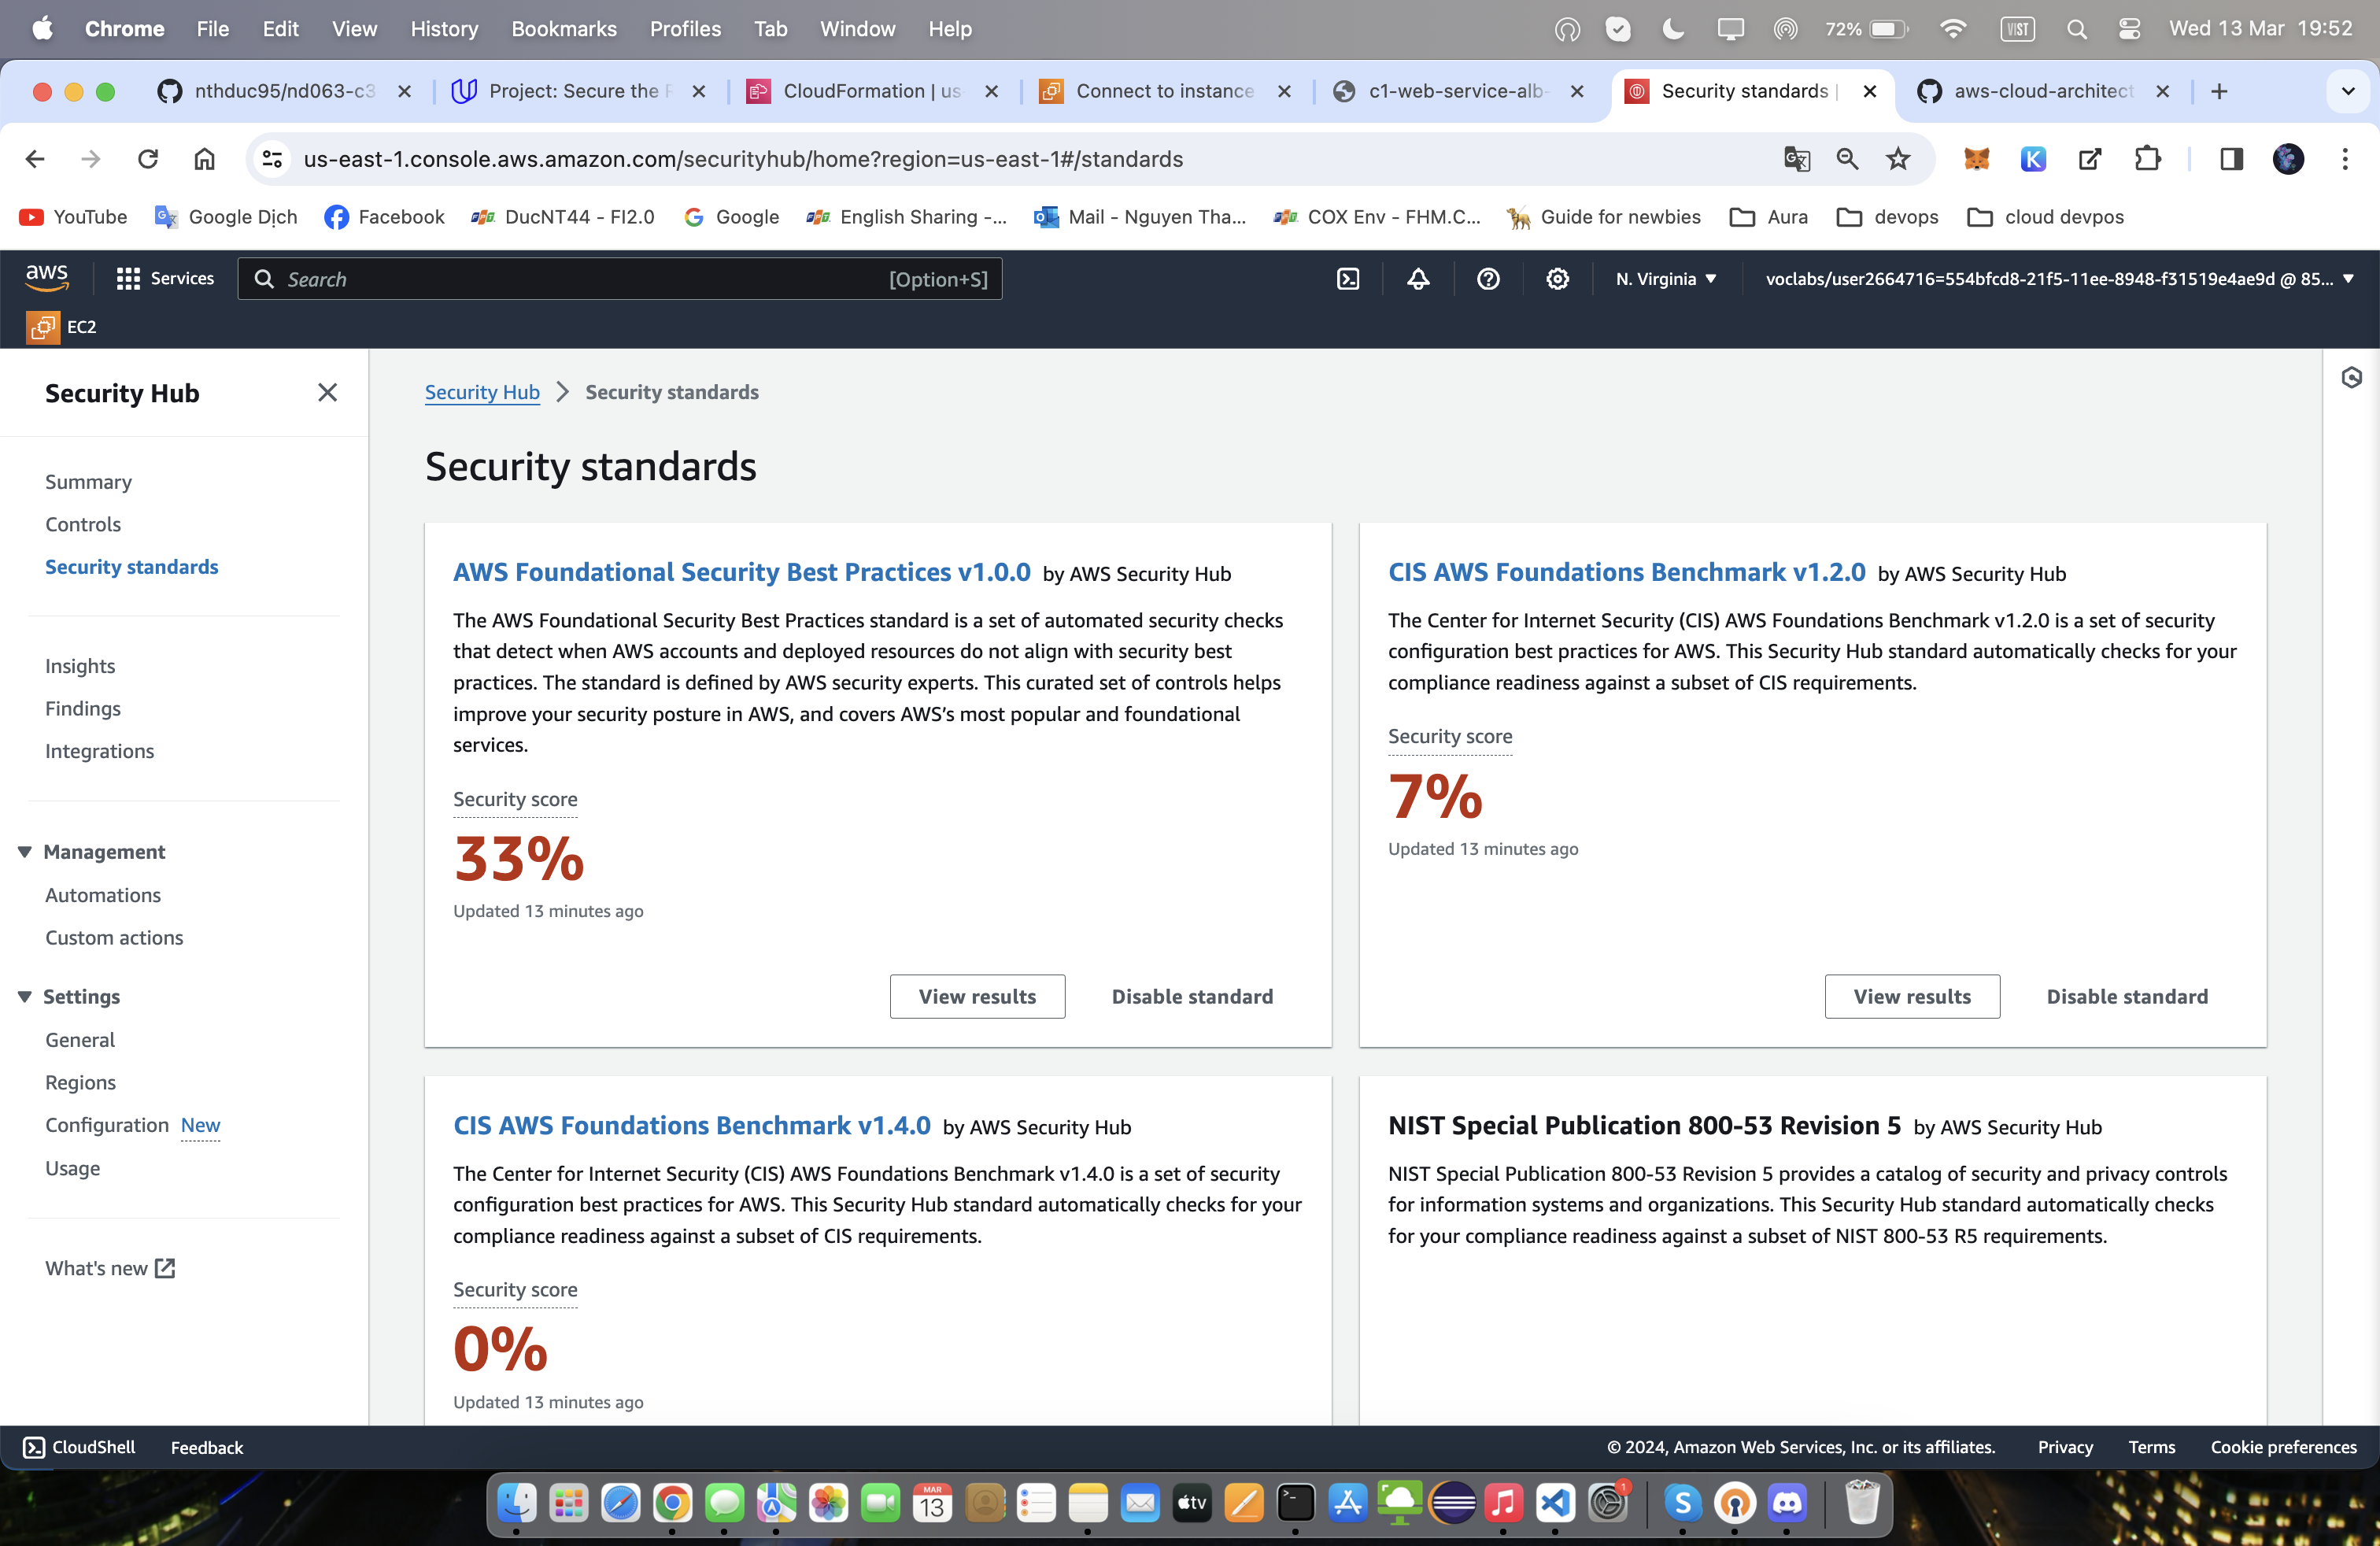 Chrome File Edit View History Bookmarks Profiles Tab Window Help 72% VIST Wed 13 Mar 19:52
nthduc95/nd063-c3 Project: Secure the CloudFormation | us Connect to instance c1-web-service-alb- Security standards | aws-cloud-architect
us-east-1.console.aws.amazon.com/securityhub/home?region=us-east-1#/standards
YouTube Google Dịch Facebook DucNT44 - FI2.0 Google English Sharing -... Mail - Nguyen Tha... COX Env - FHM.C... Guide for newbies Aura devops cloud devpos
aws Services Search [Option+S] N. Virginia voclabs/user2664716=554bfcd8-21f5-11ee-8948-f31519e4ae9d @ 85...
EC2
Security Hub
Summary
Controls
Security standards
Insights
Findings
Integrations
Management
Automations
Custom actions
Settings
General
Regions
Configuration New
Usage
What's new
Security Hub > Security standards
Security standards
AWS Foundational Security Best Practices v1.0.0 by AWS Security Hub
The AWS Foundational Security Best Practices standard is a set of automated security checks
that detect when AWS accounts and deployed resources do not align with security best
practices. The standard is defined by AWS security experts. This curated set of controls helps
improve your security posture in AWS, and covers AWS’s most popular and foundational
services.
Security score
33%
Updated 13 minutes ago
View results Disable standard
CIS AWS Foundations Benchmark v1.2.0 by AWS Security Hub
The Center for Internet Security (CIS) AWS Foundations Benchmark v1.2.0 is a set of security
configuration best practices for AWS. This Security Hub standard automatically checks for your
compliance readiness against a subset of CIS requirements.
Security score
7%
Updated 13 minutes ago
View results Disable standard
CIS AWS Foundations Benchmark v1.4.0 by AWS Security Hub
The Center for Internet Security (CIS) AWS Foundations Benchmark v1.4.0 is a set of security
configuration best practices for AWS. This Security Hub standard automatically checks for your
compliance readiness against a subset of CIS requirements.
Security score
0%
Updated 13 minutes ago
NIST Special Publication 800-53 Revision 5 by AWS Security Hub
NIST Special Publication 800-53 Revision 5 provides a catalog of security and privacy controls
for information systems and organizations. This Security Hub standard automatically checks
for your compliance readiness against a subset of NIST 800-53 R5 requirements.
CloudShell Feedback © 2024, Amazon Web Services, Inc. or its affiliates. Privacy Terms Cookie preferences
MAR
13
tv
1